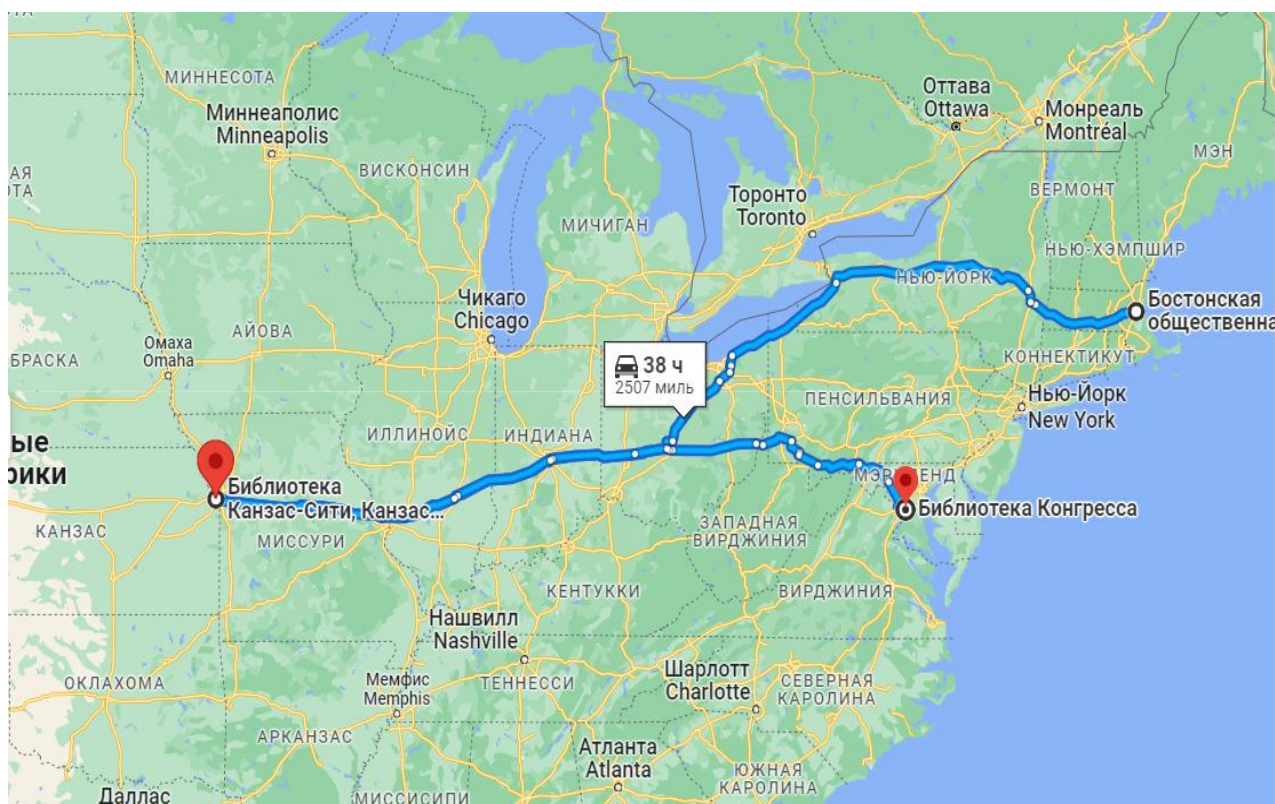 МИННЕСОТА
Миннеаполис
Minneapolis
ВИСКОНСИН
МИЧИГАН
Оттава
Ottawa
Монреаль
Montréal
МЭН
ВЕРМОНТ
НЬЮ-ХЭМПШИР
Торонто
Toronto
НЬЮ-ЙОРК
Бостонская
общественна
КОННЕКТИКУТ
Чикаго
Chicago
АЙОВА
Омаха
Omaha
БРАСКА
38 ч
2507 миль
ПЕНСИЛЬВАНИЯ
Нью-Йорк
New York
ИЛЛИНОЙС
ИНДИАНА
ые
рики
Библиотека
Канзас-Сити, Канзас...
КАНЗАС
МИССУРИ
ЗАПАДНАЯ
ВИРДЖИНИЯ
Библиотека Конгресса
КЕНТУККИ
ВИРДЖИНИЯ
Нашвилл
Nashville
ОКЛАХОМА
Мемфис
Memphis
ТЕННЕССИ
Шарлотт
Charlotte
СЕВЕРНАЯ
КАРОЛИНА
АРКАНЗАС
Атланта
Atlanta
ЮЖНАЯ
КАРОЛИНА
Даллас
МИССИСИПИ